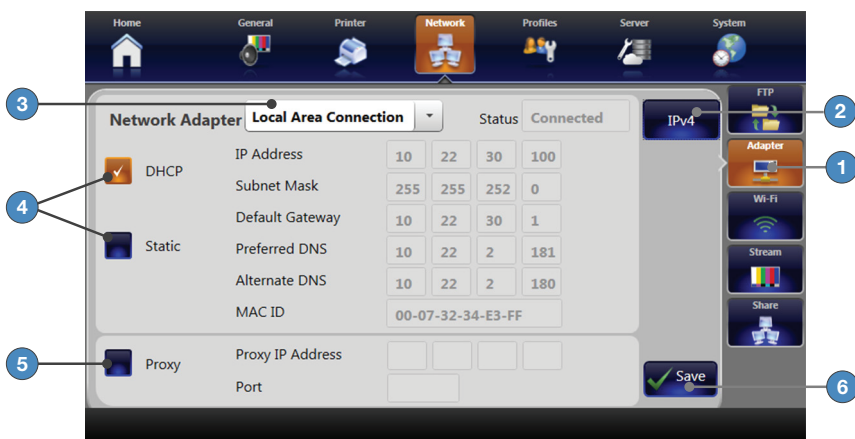 Home General Printer Network Profiles Server System
3
Network Adapter Local Area Connection Status Connected IPv4
FTP
2
DHCP
IP Address 10 22 30 100
Adapter
1
Subnet Mask 255 255 252 0
4
Default Gateway 10 22 30 1
Wi-Fi
Static
Preferred DNS 10 22 2 181
Stream
Alternate DNS 10 22 2 180
MAC ID 00-07-32-34-E3-FF
Share
5
Proxy
Proxy IP Address
Port
Save
6